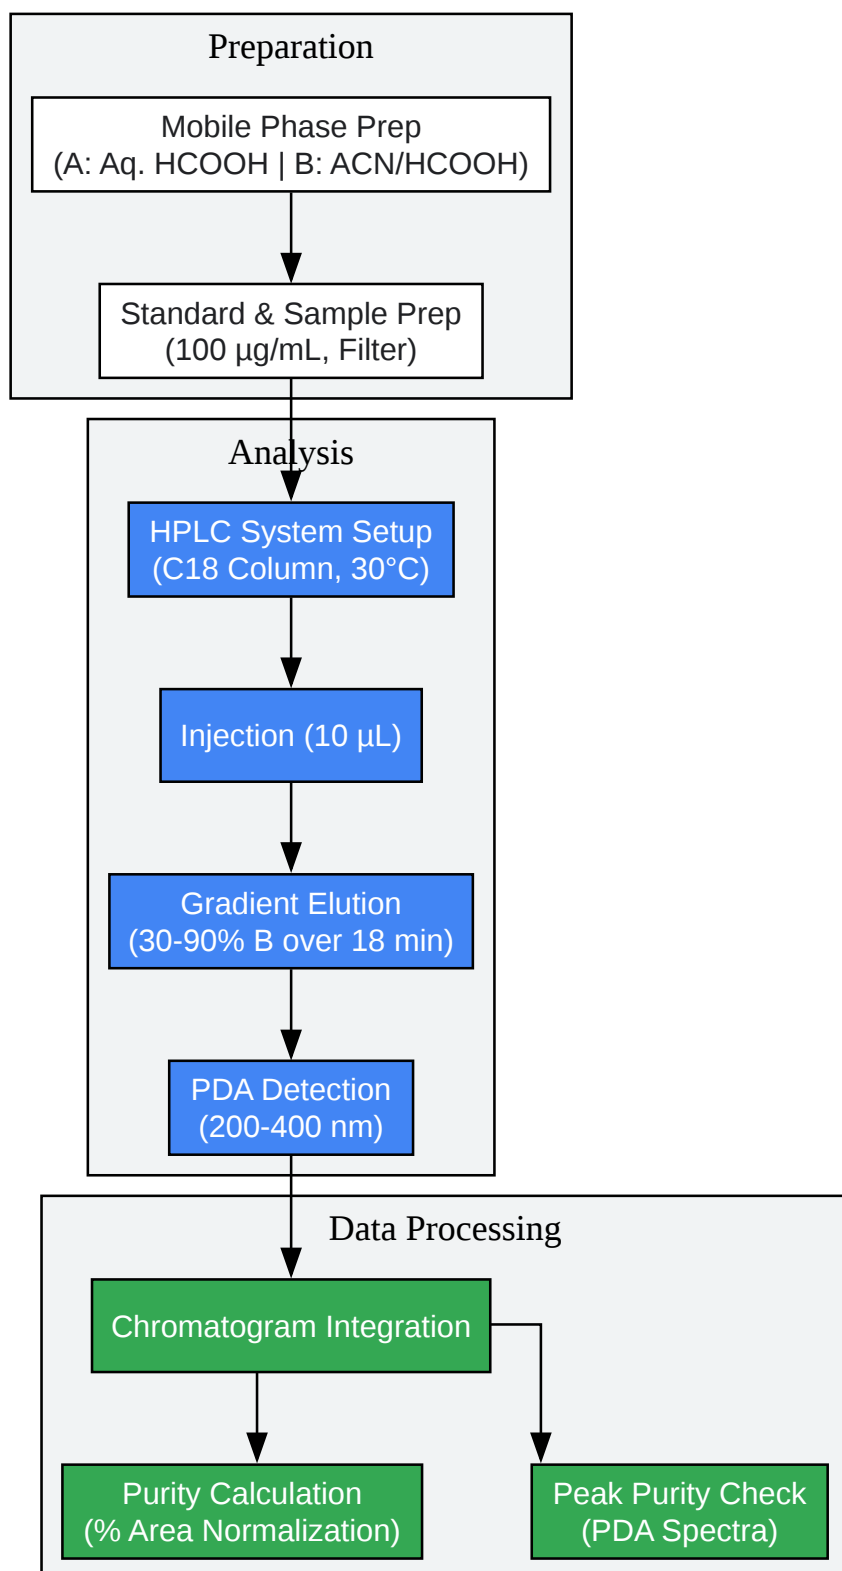 Preparation
Mobile Phase Prep
(A: Aq. HCOOH | B: ACN/HCOOH)
Standard & Sample Prep
(100 µg/mL, Filter)
Analysis
HPLC System Setup
(C18 Column, 30°C)
Injection (10 µL)
Gradient Elution
(30-90% B over 18 min)
PDA Detection
(200-400 nm)
Data Processing
Chromatogram Integration
Purity Calculation
(% Area Normalization)
Peak Purity Check
(PDA Spectra)